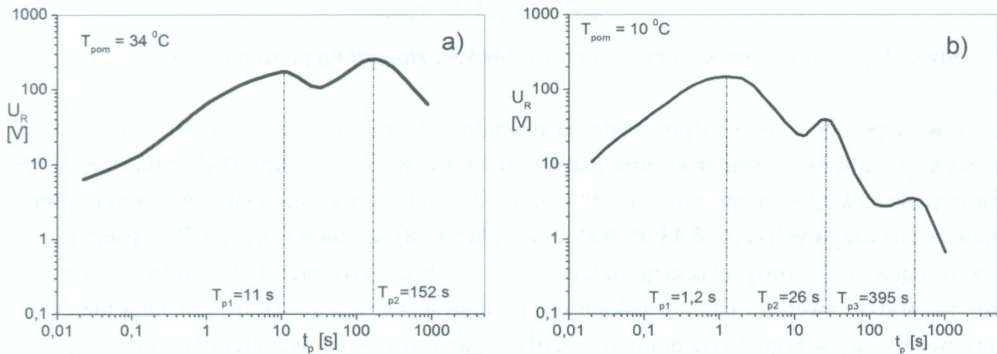 1000
T_pom = 34 °C
a)
U_R
[V]
100
10
1
0,1
T_p1=11 s
T_p2=152 s
0,01 0,1 1 10 100 1000
t_p [s]
1000
T_pom = 10 °C
b)
U_R
[V]
100
10
1
0,1
T_p1=1,2 s
T_p2=26 s
T_p3=395 s
0,01 0,1 1 10 100 1000
t_p [s]